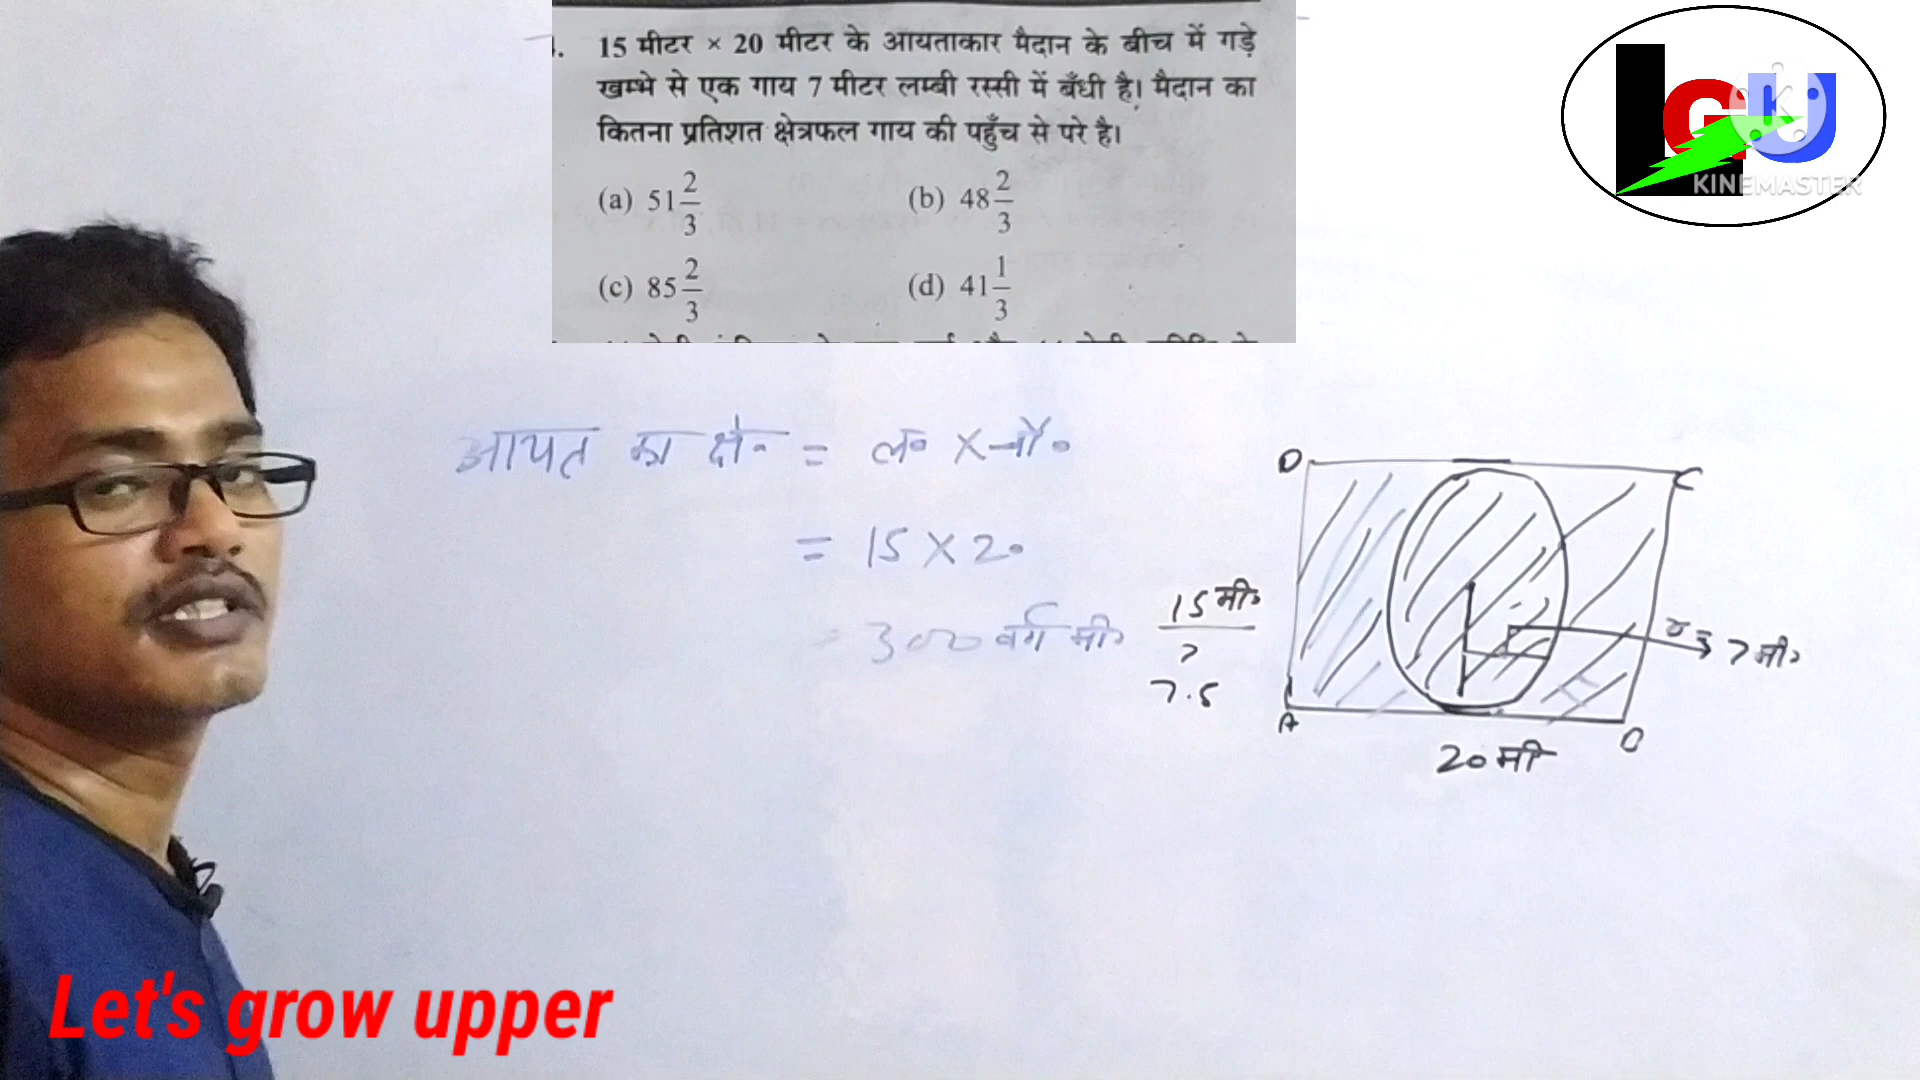 15 मीटर × 20 मीटर के आयताकार मैदान के बीच में गड़े
खम्भे से एक गाय 7 मीटर लम्बी रस्सी में बँधी है। मैदान का
कितना प्रतिशत क्षेत्रफल गाय की पहुँच से परे है।
(a) 51 2/3 (b) 48 2/3
(c) 85 2/3 (d) 41 1/3
LGU
KINEMASTER
आयत का क्षे० = ल० × चौ०
= 15 × 20
= 300 वर्ग मी०
15 मी०
2
7.5
D C
r = 7 मी०
A B
20 मी
Let's grow upper